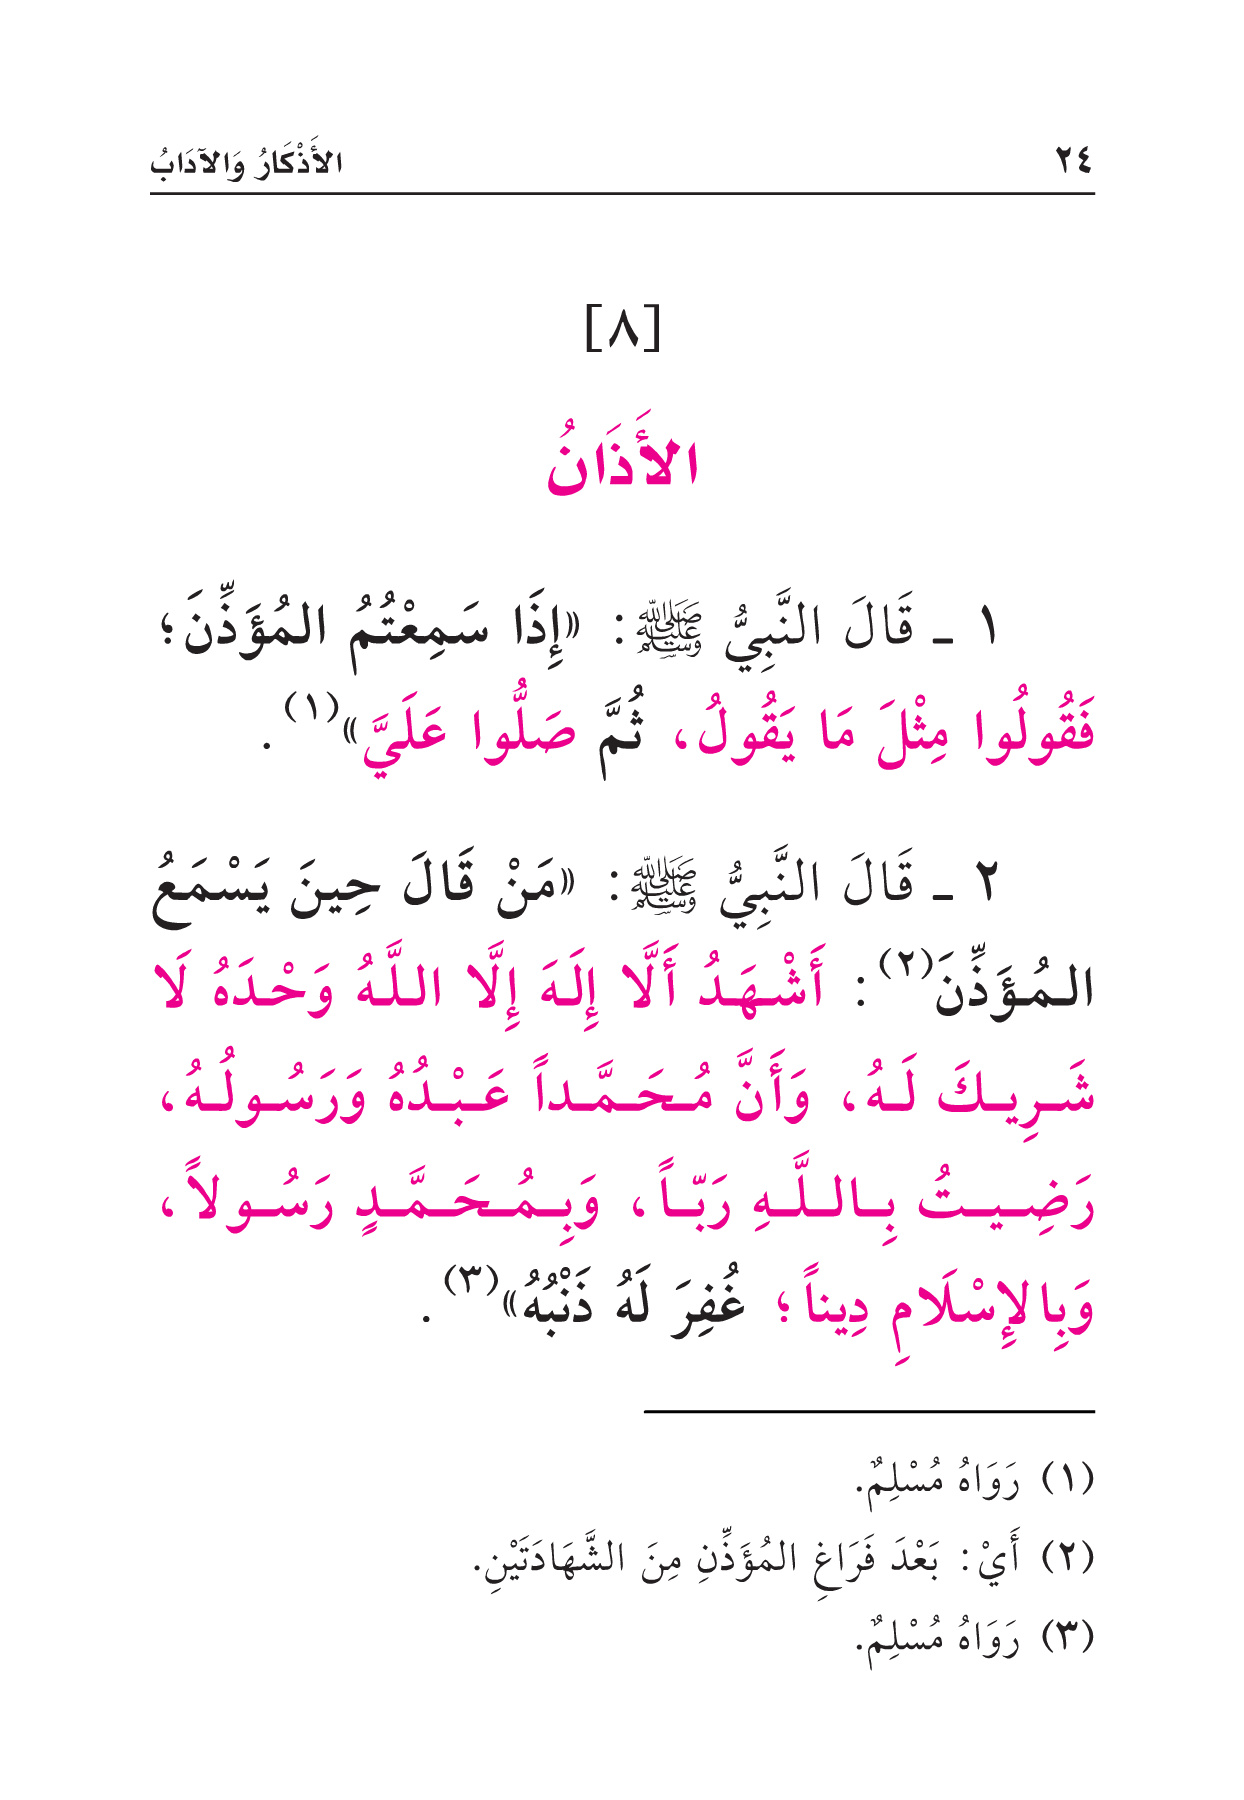 ٢٤ الأَذْكَارُ وَالآدَابُ
[٨]
الأَذَانُ
١ ـ قَالَ النَّبِيُّ ﷺ: «إِذَا سَمِعْتُمُ المُؤَذِّنَ؛
فَقُولُوا مِثْلَ مَا يَقُولُ، ثُمَّ صَلُّوا عَلَيَّ»(١).
٢ ـ قَالَ النَّبِيُّ ﷺ: «مَنْ قَالَ حِينَ يَسْمَعُ
المُؤَذِّنَ(٢): أَشْهَدُ أَلَّا إِلَهَ إِلَّا اللَّهُ وَحْدَهُ لَا
شَرِيكَ لَهُ، وَأَنَّ مُحَمَّداً عَبْدُهُ وَرَسُولُهُ،
رَضِيتُ بِاللَّهِ رَبّاً، وَبِمُحَمَّدٍ رَسُولاً،
وَبِالإِسْلَامِ دِيناً؛ غُفِرَ لَهُ ذَنْبُهُ»(٣).
(١) رَوَاهُ مُسْلِمٌ.
(٢) أَيْ: بَعْدَ فَرَاغِ المُؤَذِّنِ مِنَ الشَّهَادَتَيْنِ.
(٣) رَوَاهُ مُسْلِمٌ.